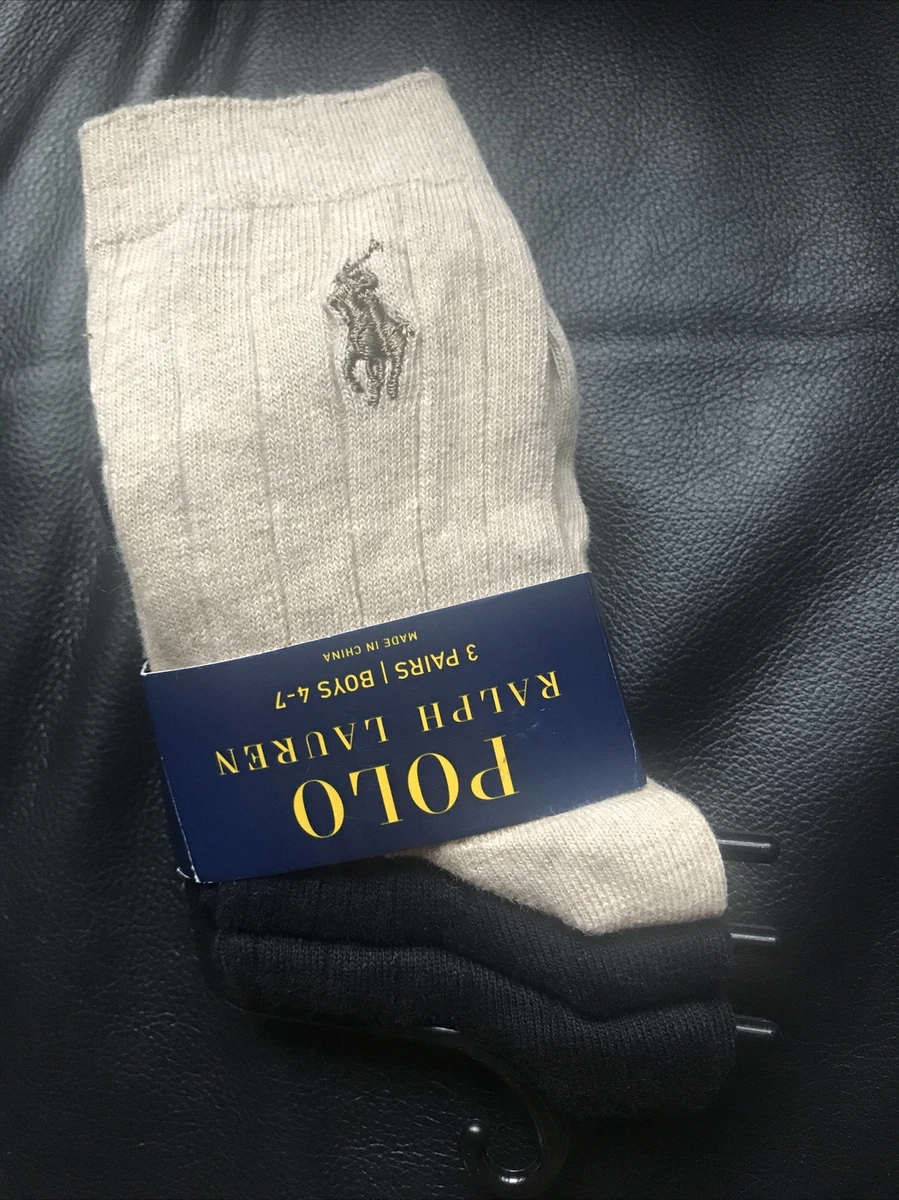 POLO
RALPH LAUREN
3 PAIRS | BOYS 4-7
MADE IN CHINA